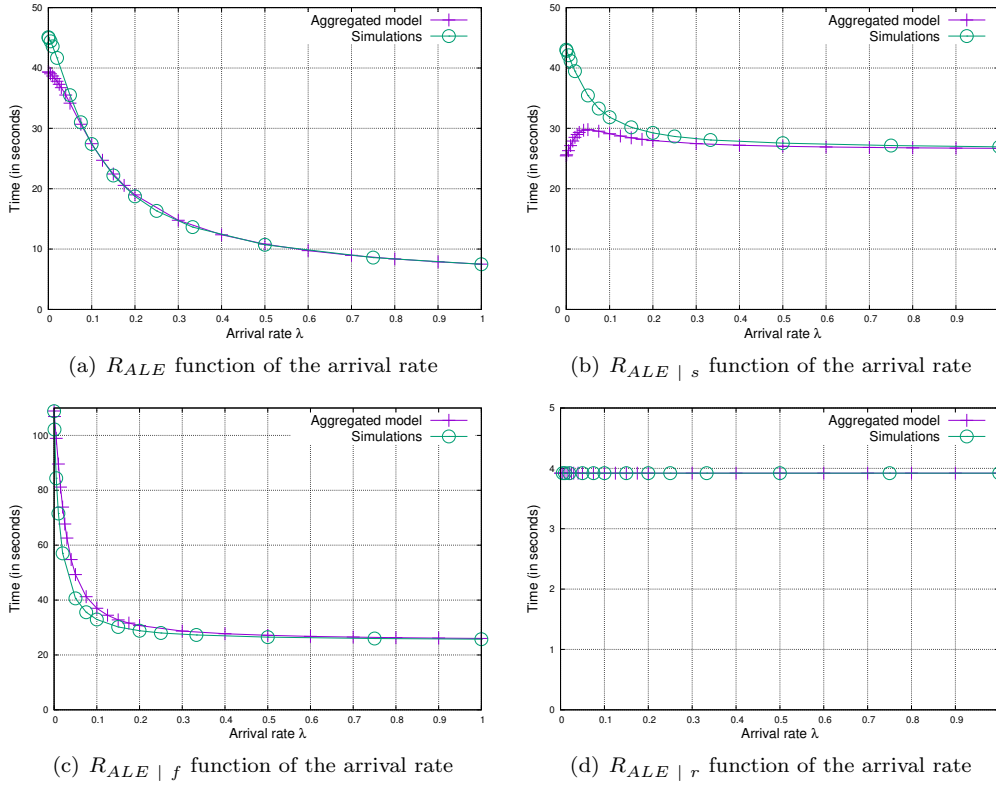 50
40
30
20
10
0
Time (in seconds)
Aggregated model
Simulations
0 0.1 0.2 0.3 0.4 0.5 0.6 0.7 0.8 0.9 1
Arrival rate λ
(a) R_ALE function of the arrival rate
50
40
30
20
10
0
Time (in seconds)
Aggregated model
Simulations
0 0.1 0.2 0.3 0.4 0.5 0.6 0.7 0.8 0.9
Arrival rate λ
(b) R_ALE | s function of the arrival rate
100
80
60
40
20
Time (in seconds)
Aggregated model
Simulations
0 0.1 0.2 0.3 0.4 0.5 0.6 0.7 0.8 0.9 1
Arrival rate λ
(c) R_ALE | f function of the arrival rate
5
4
3
2
1
0
Time (in seconds)
Aggregated model
Simulations
0 0.1 0.2 0.3 0.4 0.5 0.6 0.7 0.8 0.9
Arrival rate λ
(d) R_ALE | r function of the arrival rate